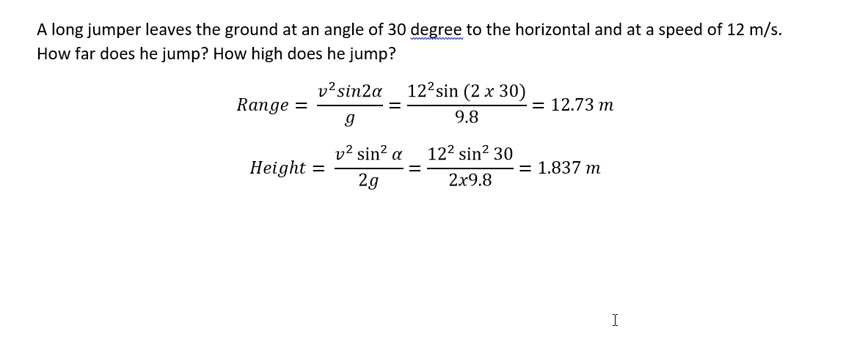 A long jumper leaves the ground at an angle of 30 degree to the horizontal and at a speed of 12 m/s.
How far does he jump? How high does he jump?
Range = v²sin2α / g = 12²sin (2 x 30) / 9.8 = 12.73 m
Height = v² sin² α / 2g = 12² sin² 30 / 2x9.8 = 1.837 m